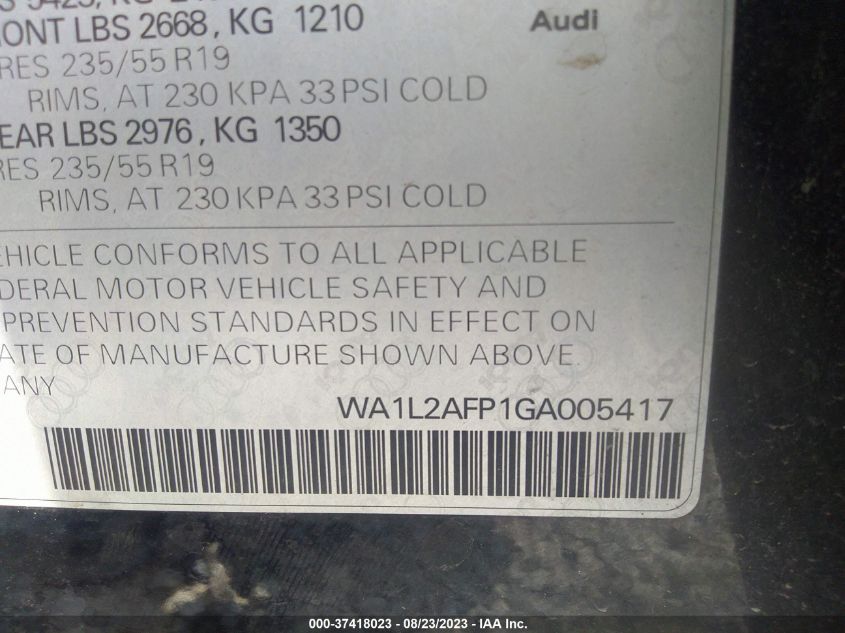 Audi
RONT LBS 2668, KG 1210
RES 235/55 R19
RIMS, AT 230 KPA 33 PSI COLD
EAR LBS 2976, KG 1350
RES 235/55 R19
RIMS, AT 230 KPA 33 PSI COLD
EHICLE CONFORMS TO ALL APPLICABLE
DERAL MOTOR VEHICLE SAFETY AND
PREVENTION STANDARDS IN EFFECT ON
ATE OF MANUFACTURE SHOWN ABOVE.
ANY
WA1L2AFP1GA005417
000-37418023 - 08/23/2023 - IAA Inc.